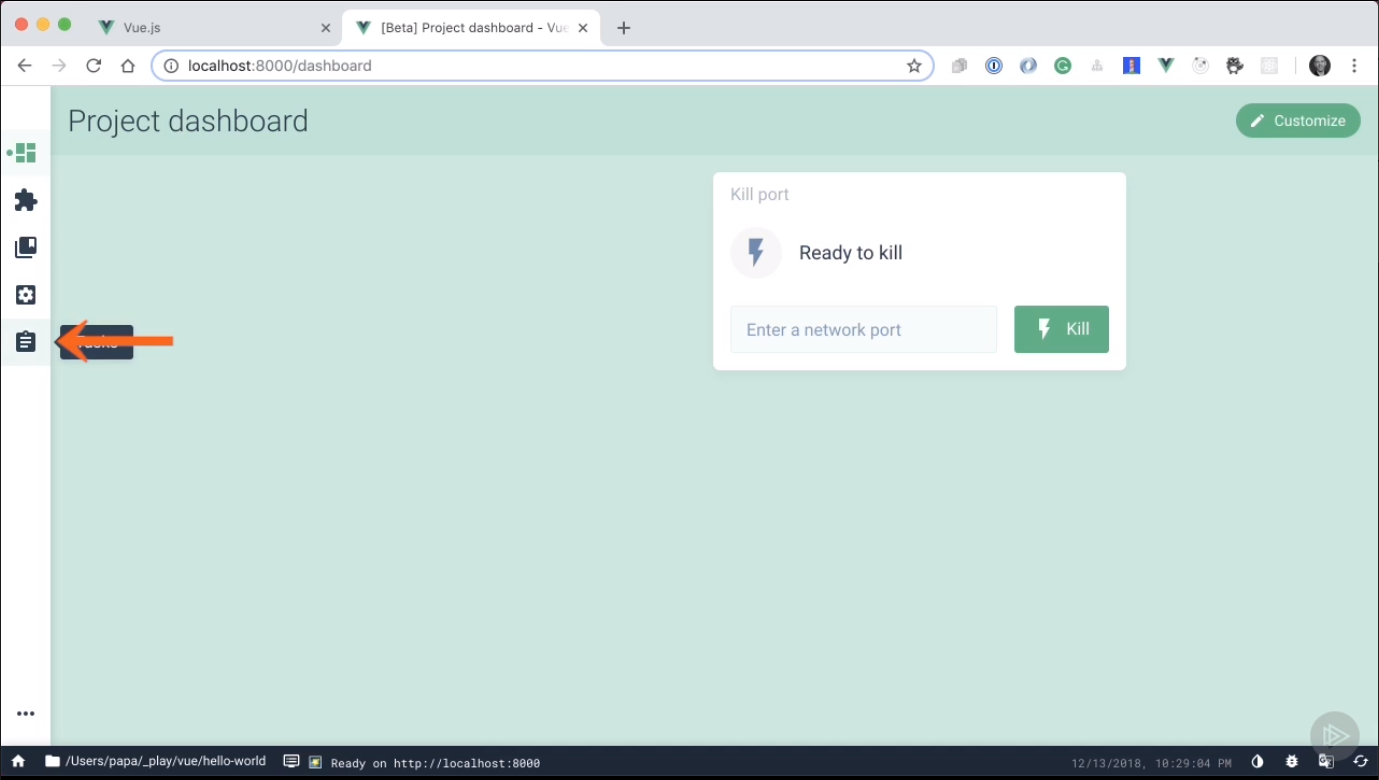 Vue.js
[Beta] Project dashboard - Vue
localhost:8000/dashboard
Project dashboard
Customize
Kill port
Ready to kill
Enter a network port
Kill
Tasks
/Users/papa/_play/vue/hello-world
Ready on http://localhost:8000
12/13/2018, 10:29:04 PM